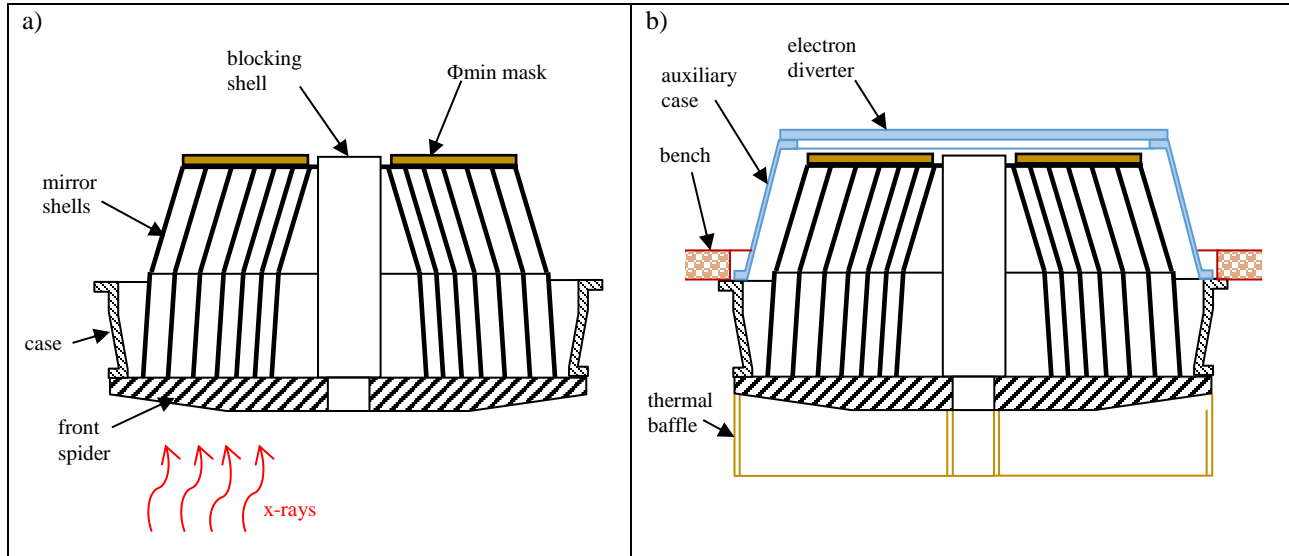 a)
blocking
shell
Φmin mask
mirror
shells
case
front
spider
x-rays
b)
electron
diverter
auxiliary
case
bench
thermal
baffle